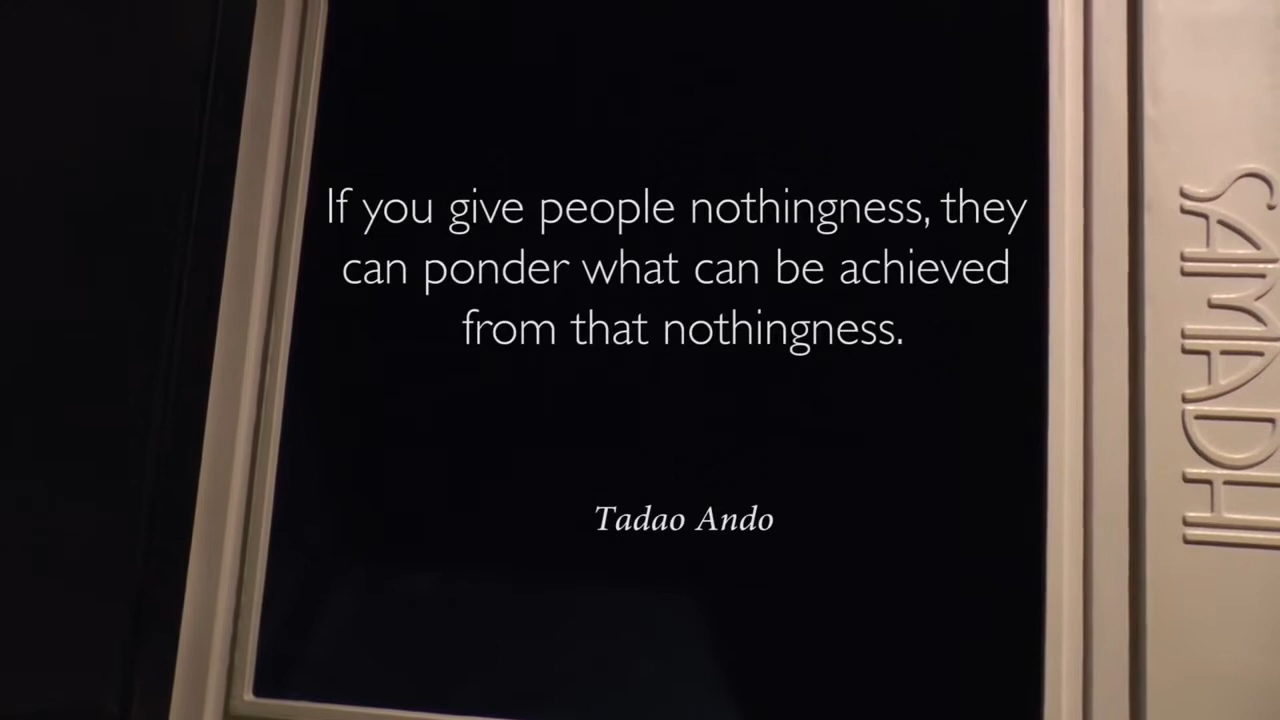 If you give people nothingness, they
can ponder what can be achieved
from that nothingness.
Tadao Ando
SAMADHI